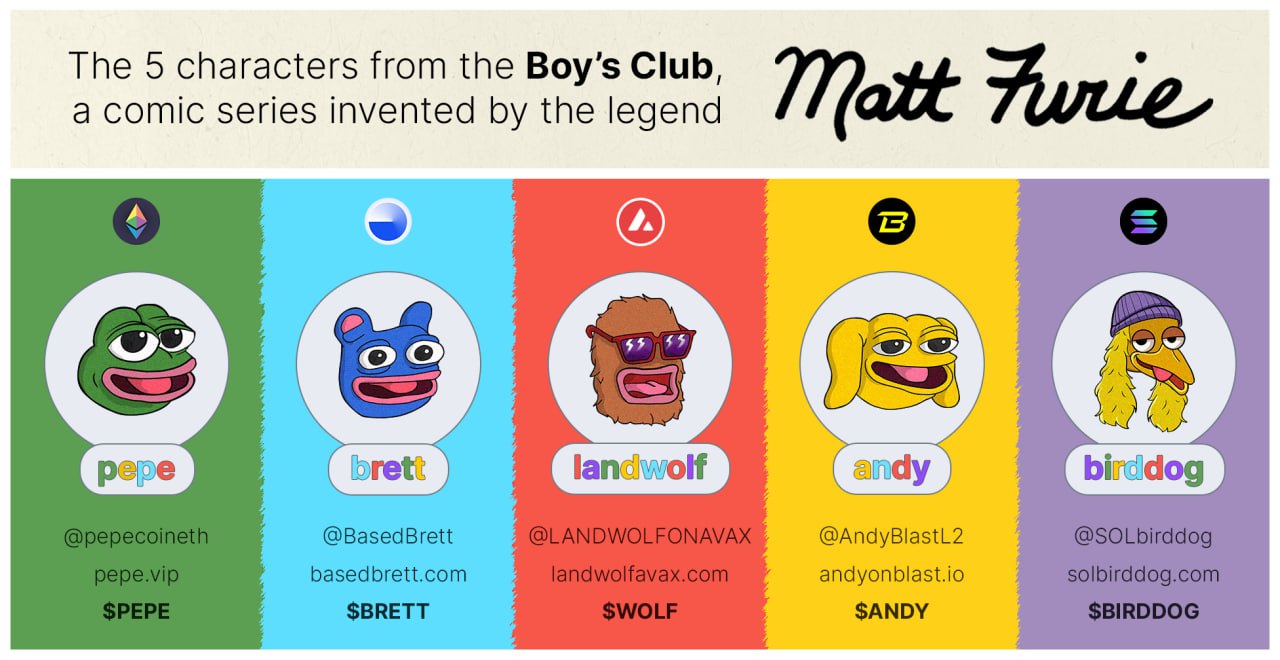 The 5 characters from the Boy’s Club,
a comic series invented by the legend
Matt Furie
pepe
@pepecoineth
pepe.vip
$PEPE
brett
@BasedBrett
basedbrett.com
$BRETT
landwolf
@LANDWOLFONAVAX
landwolfavax.com
$WOLF
andy
@AndyBlastL2
andyonblast.io
$ANDY
birddog
@SOLbirddog
solbirddog.com
$BIRDDOG